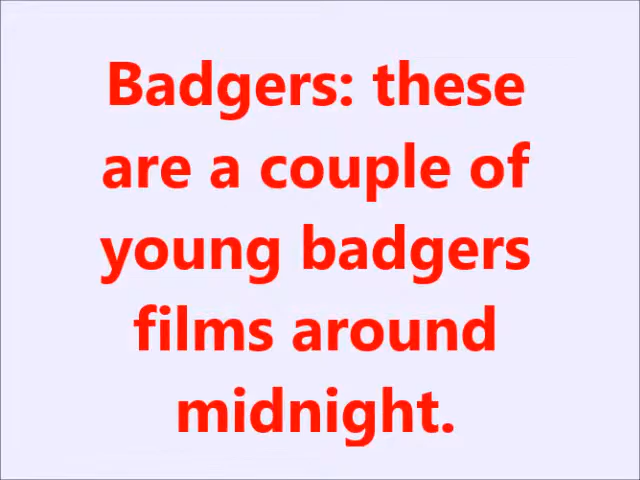 Badgers: these
are a couple of
young badgers
films around
midnight.